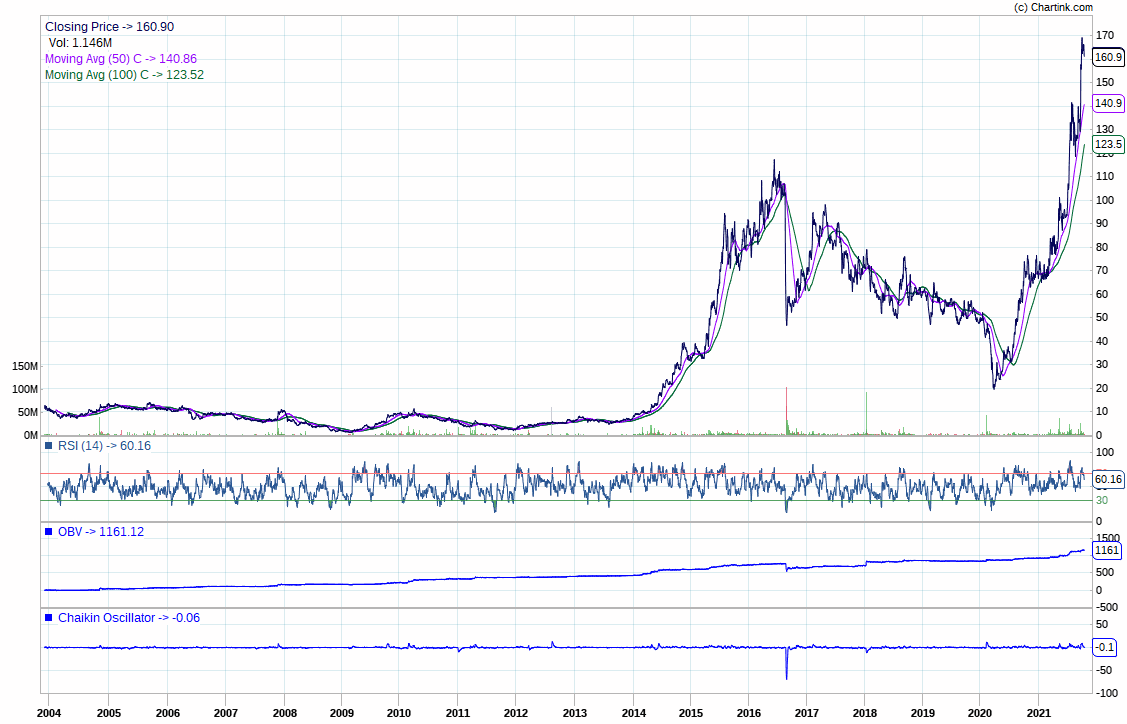 (c) Chartink.com
Closing Price -> 160.90
Vol: 1.146M
Moving Avg (50) C -> 140.86
Moving Avg (100) C -> 123.52
170
160.9
150
140.9
130
123.5
120
110
100
90
80
70
60
50
40
30
20
10
0
150M
100M
50M
0M
RSI (14) -> 60.16
100
60.16
30
0
OBV -> 1161.12
1500
1161
500
0
-500
Chaikin Oscillator -> -0.06
50
-0.1
-50
-100
2004 2005 2006 2007 2008 2009 2010 2011 2012 2013 2014 2015 2016 2017 2018 2019 2020 2021